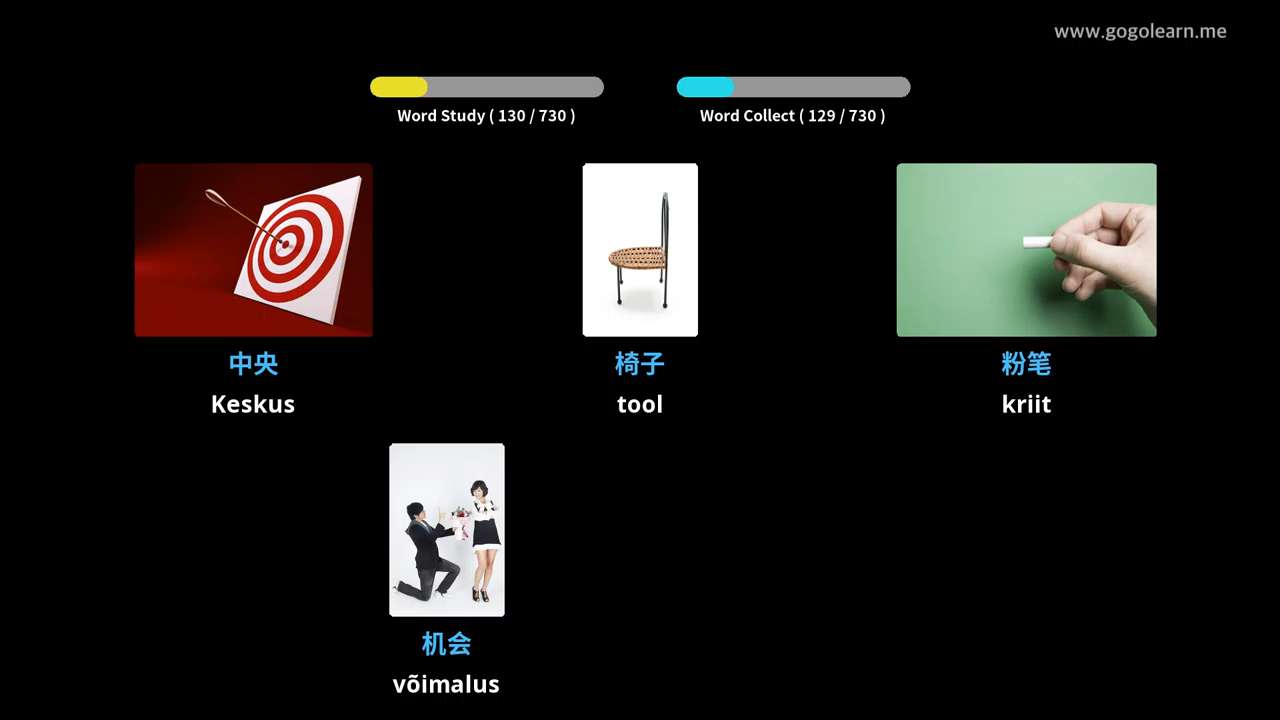 www.gogolearn.me
Word Study ( 130 / 730 )
Word Collect ( 129 / 730 )
中央
Keskus
椅子
tool
粉笔
kriit
机会
võimalus